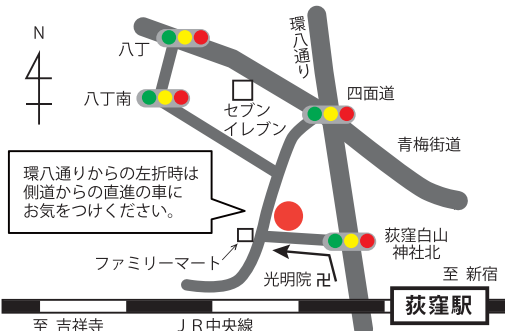 N
八丁
環八通り
八丁南
セブン
イレブン
四面道
青梅街道
環八通りからの左折時は
側道からの直進の車に
お気をつけください。
荻窪白山
神社北
ファミリーマート
光明院 卍
至 新宿
荻窪駅
至 吉祥寺
JR中央線